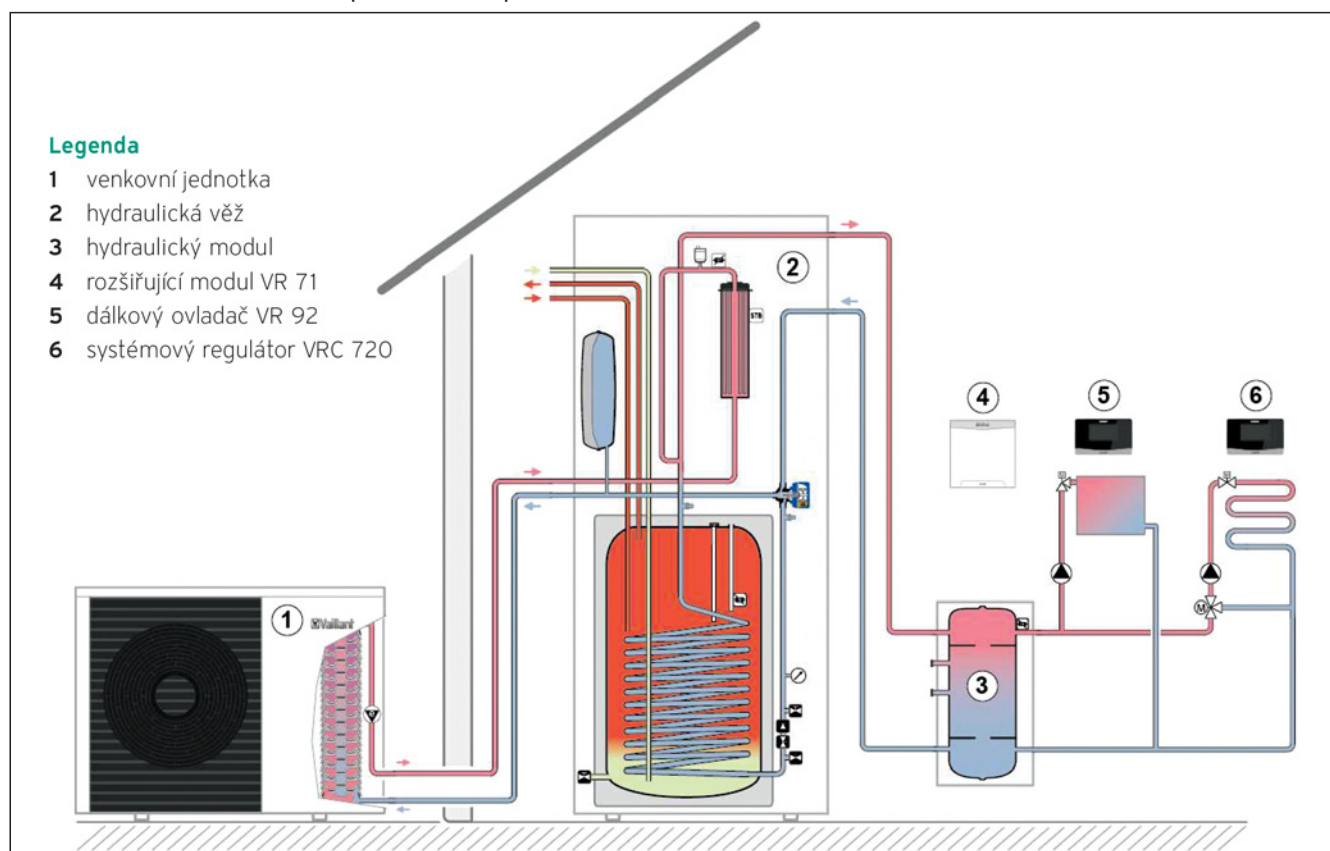 Legenda
1 venkovní jednotka
2 hydraulická věž
3 hydraulický modul
4 rozšiřující modul VR 71
5 dálkový ovladač VR 92
6 systémový regulátor VRC 720
2
STB
4
5
6
1
Vaillant
M
3